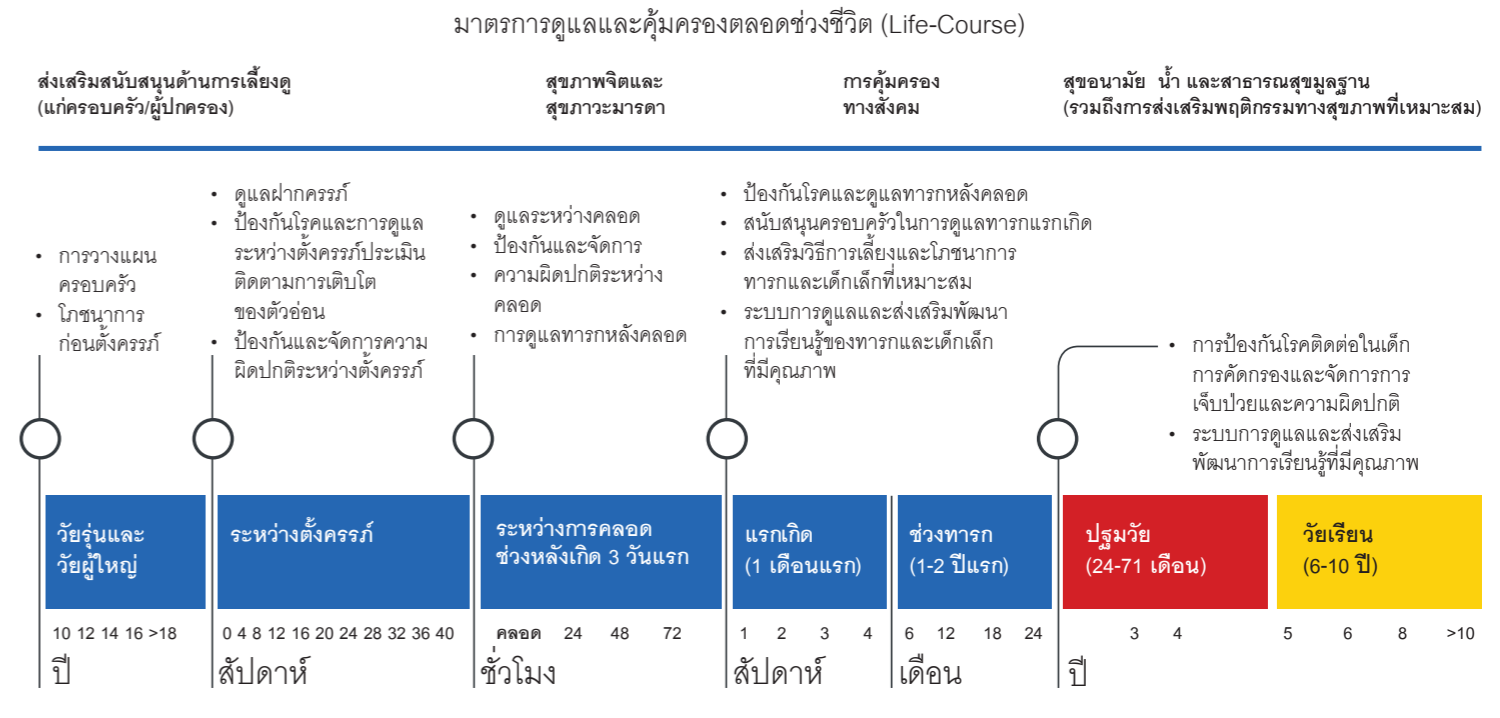 มาตรการดูแลและคุ้มครองตลอดช่วงชีวิต (Life-Course)
ส่งเสริมสนับสนุนด้านการเลี้ยงดู
(แก่ครอบครัว/ผู้ปกครอง)
สุขภาพจิตและ
สุขภาวะมารดา
การคุ้มครอง
ทางสังคม
สุขอนามัย น้ำ และสาธารณสุขมูลฐาน
(รวมถึงการส่งเสริมพฤติกรรมทางสุขภาพที่เหมาะสม)
• การวางแผน
ครอบครัว
• โภชนาการ
ก่อนตั้งครรภ์
• ดูแลฝากครรภ์
• ป้องกันโรคและการดูแล
ระหว่างตั้งครรภ์ประเมิน
ติดตามการเติบโต
ของตัวอ่อน
• ป้องกันและจัดการความ
ผิดปกติระหว่างตั้งครรภ์
• ดูแลระหว่างคลอด
• ป้องกันและจัดการ
• ความผิดปกติระหว่าง
คลอด
• การดูแลทารกหลังคลอด
• ป้องกันโรคและดูแลทารกหลังคลอด
• สนับสนุนครอบครัวในการดูแลทารกแรกเกิด
• ส่งเสริมวิธีการเลี้ยงและโภชนาการ
ทารกและเด็กเล็กที่เหมาะสม
• ระบบการดูแลและส่งเสริมพัฒนา
การเรียนรู้ของทารกและเด็กเล็ก
ที่มีคุณภาพ
• การป้องกันโรคติดต่อในเด็ก
การคัดกรองและจัดการการ
เจ็บป่วยและความผิดปกติ
• ระบบการดูแลและส่งเสริม
พัฒนาการเรียนรู้ที่มีคุณภาพ
วัยรุ่นและ
วัยผู้ใหญ่
ระหว่างตั้งครรภ์
ระหว่างการคลอด
ช่วงหลังเกิด 3 วันแรก
แรกเกิด
(1 เดือนแรก)
ช่วงทารก
(1-2 ปีแรก)
ปฐมวัย
(24-71 เดือน)
วัยเรียน
(6-10 ปี)
10 12 14 16 >18
ปี
0 4 8 12 16 20 24 28 32 36 40
สัปดาห์
คลอด 24 48 72
ชั่วโมง
1 2 3 4
สัปดาห์
6 12 18 24
เดือน
3 4 5 6 8 >10
ปี